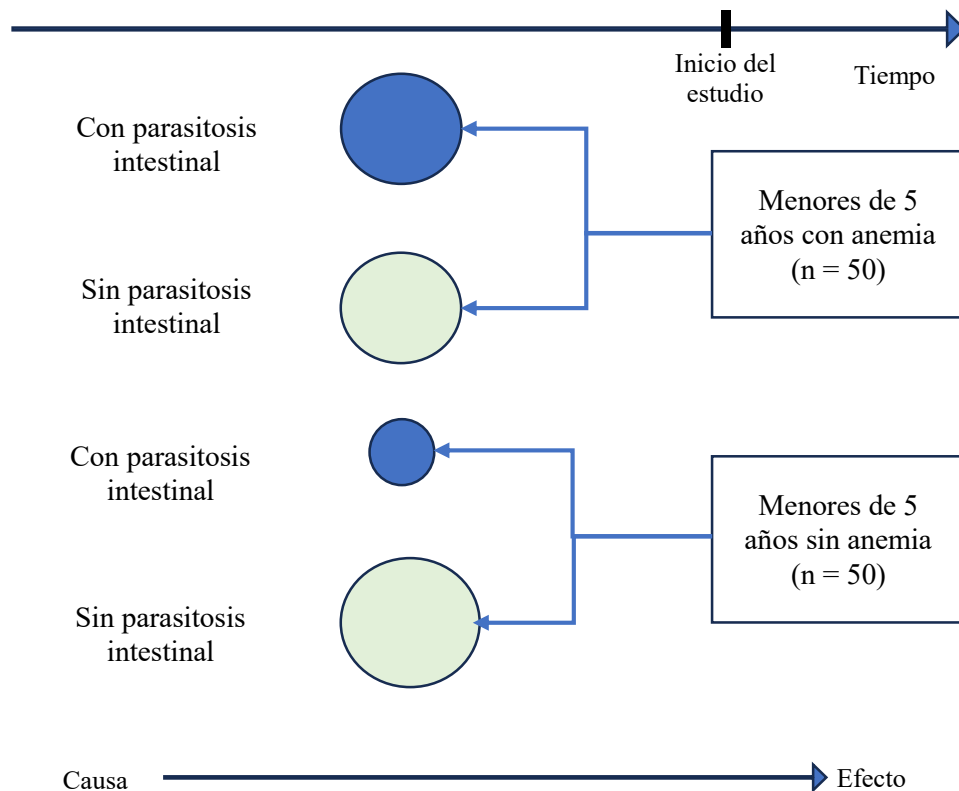 Inicio del
estudio
Tiempo
Con parasitosis
intestinal
Menores de 5
años con anemia
(n = 50)
Sin parasitosis
intestinal
Con parasitosis
intestinal
Menores de 5
años sin anemia
(n = 50)
Sin parasitosis
intestinal
Causa
Efecto